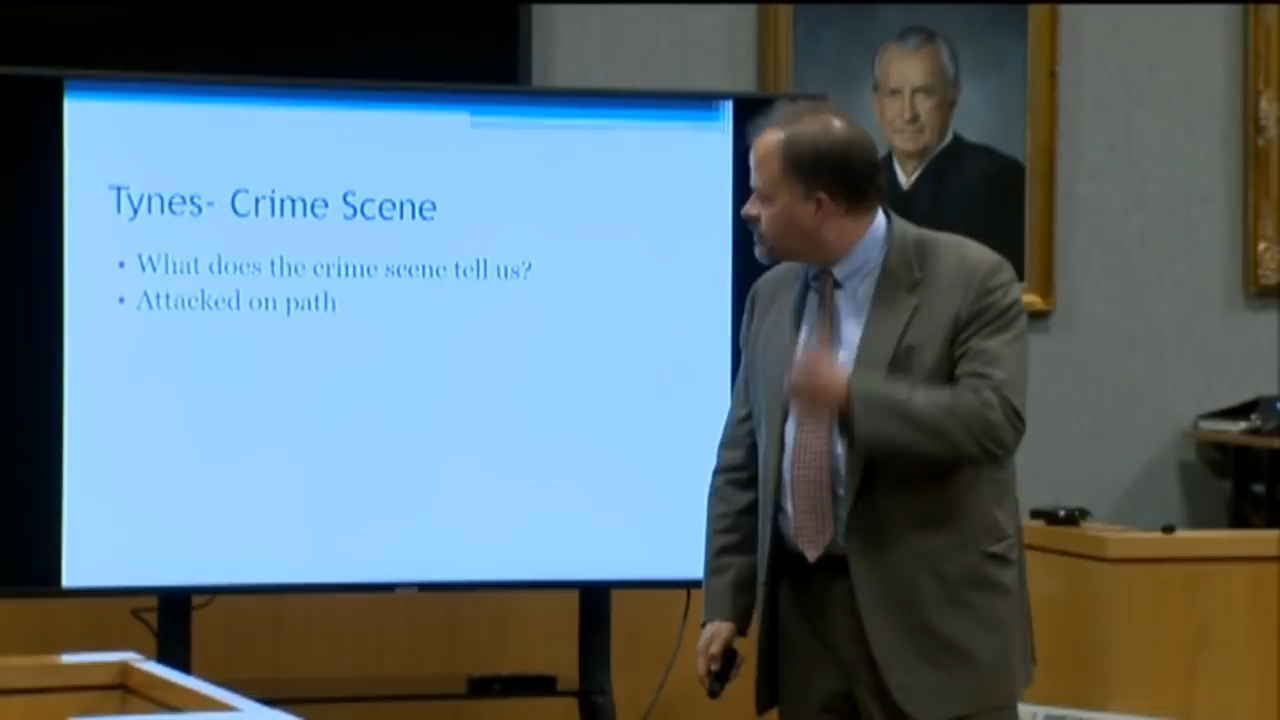 Tynes- Crime Scene
• What does the crime scene tell us?
• Attacked on path